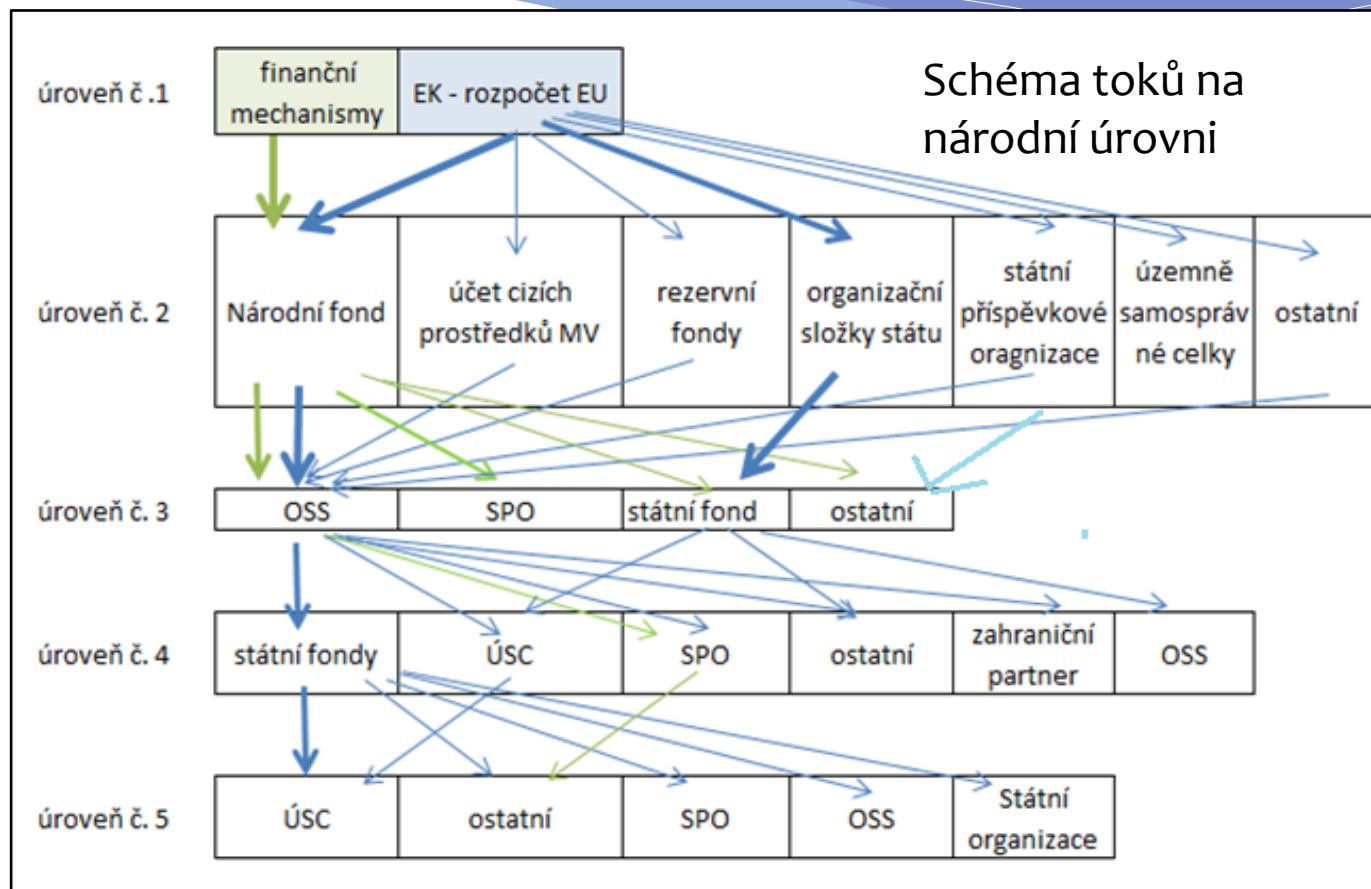 Schéma toků na
národní úrovni
úroveň č .1
finanční
mechanismy
EK - rozpočet EU
úroveň č. 2
Národní fond
účet cizích
prostředků MV
rezervní
fondy
organizační
složky státu
státní
příspěvkové
oragnizace
územně
samospráv
né celky
ostatní
úroveň č. 3
OSS
SPO
státní fond
ostatní
úroveň č. 4
státní fondy
ÚSC
SPO
ostatní
zahraniční
partner
OSS
úroveň č. 5
ÚSC
ostatní
SPO
OSS
Státní
organizace